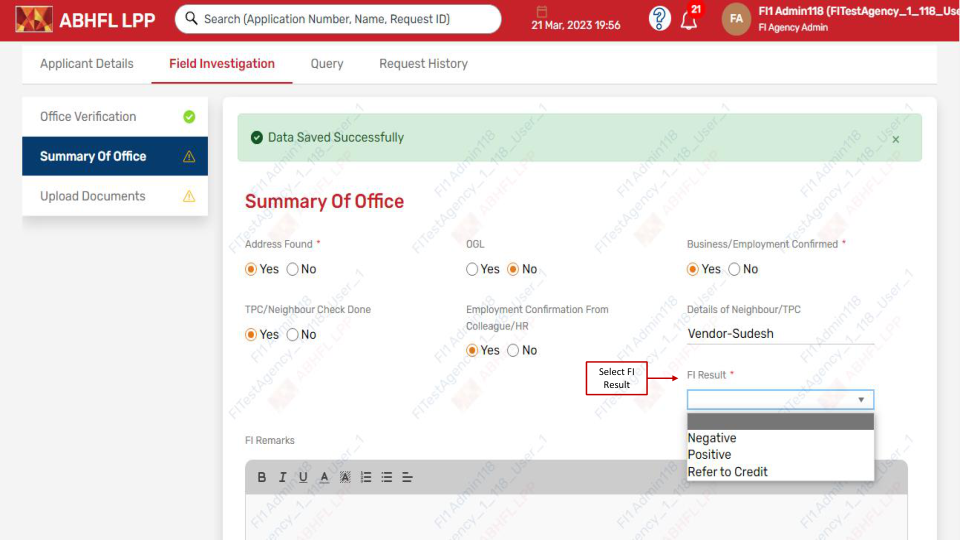 ABHFL LPP
Search (Application Number, Name, Request ID)
21 Mar, 2023 19:56
21
FA
FI1 Admin118 (FITestAgency_1_118_Use
FI Agency Admin
Applicant Details
Field Investigation
Query
Request History
Office Verification
Summary Of Office
Upload Documents
Data Saved Successfully
x
Summary Of Office
Address Found *
Yes No
OGL
Yes No
Business/Employment Confirmed *
Yes No
TPC/Neighbour Check Done
Yes No
Employment Confirmation From
Colleague/HR
Yes No
Details of Neighbour/TPC
Vendor-Sudesh
Select FI
Result
FI Result *
Negative
Positive
Refer to Credit
FI Remarks
B I U A A